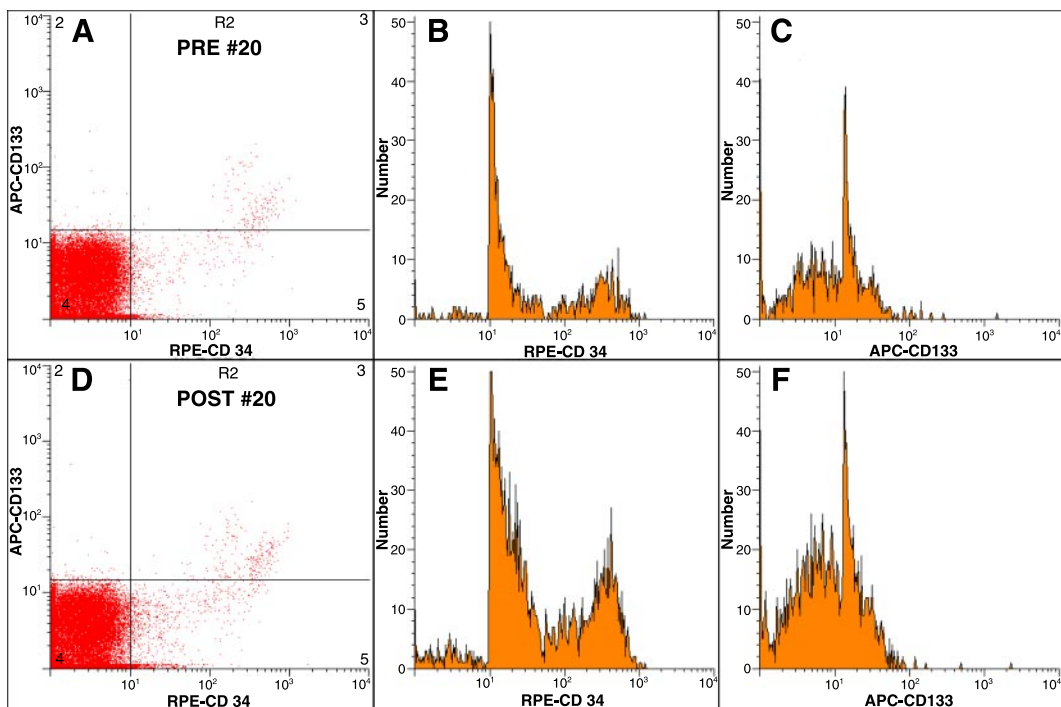 2 A R2 3
PRE #20
10⁴
10³
10²
10¹
APC-CD133
4 5
10¹ 10² 10³ 10⁴
RPE-CD 34
B
50
40
30
20
10
0
Number
10¹ 10² 10³ 10⁴
RPE-CD 34
C
50
40
30
20
10
0
Number
10¹ 10² 10³ 10⁴
APC-CD133
2 D R2 3
POST #20
10⁴
10³
10²
10¹
APC-CD133
4 5
10¹ 10² 10³ 10⁴
RPE-CD 34
E
50
40
30
20
10
0
Number
10¹ 10² 10³ 10⁴
RPE-CD 34
F
50
40
30
20
10
0
Number
10¹ 10² 10³ 10⁴
APC-CD133